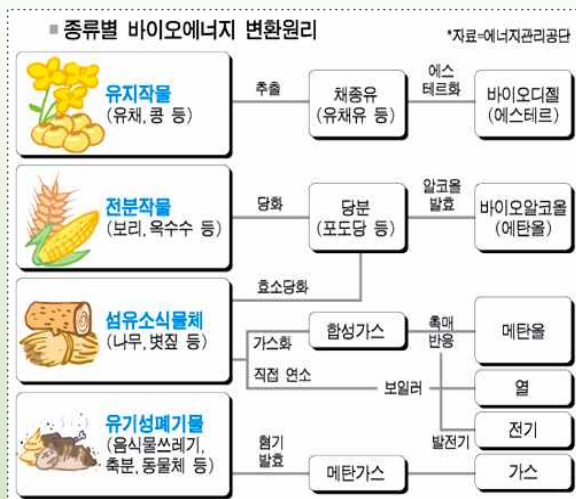 ■ 종류별 바이오에너지 변환원리
*자료=에너지관리공단
유지작물
(유채, 콩 등)
추출
채종유
(유채유 등)
에스
테르화
바이오디젤
(에스테르)
전분작물
(보리, 옥수수 등)
당화
당분
(포도당 등)
알코올
발효
바이오알코올
(에탄올)
효소당화
섬유소식물체
(나무, 볏짚 등)
가스화
합성가스
촉매
반응
메탄올
직접 연소
보일러
열
전기
유기성폐기물
(음식물쓰레기,
축분, 동물체 등)
혐기
발효
메탄가스
발전기
가스